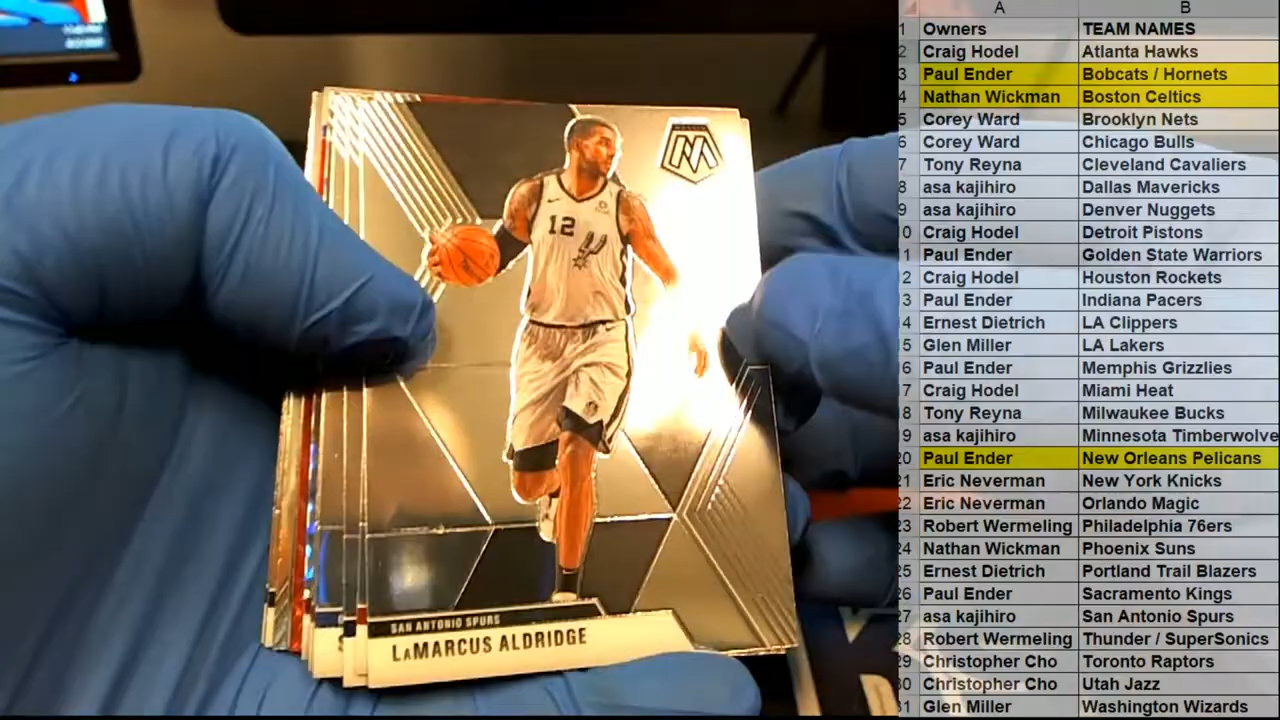 12
SAN ANTONIO SPURS
LAMARCUS ALDRIDGE
A B
1 Owners TEAM NAMES
2 Craig Hodel Atlanta Hawks
3 Paul Ender Bobcats / Hornets
4 Nathan Wickman Boston Celtics
5 Corey Ward Brooklyn Nets
6 Corey Ward Chicago Bulls
7 Tony Reyna Cleveland Cavaliers
8 asa kajihiro Dallas Mavericks
9 asa kajihiro Denver Nuggets
0 Craig Hodel Detroit Pistons
1 Paul Ender Golden State Warriors
2 Craig Hodel Houston Rockets
3 Paul Ender Indiana Pacers
4 Ernest Dietrich LA Clippers
5 Glen Miller LA Lakers
6 Paul Ender Memphis Grizzlies
7 Craig Hodel Miami Heat
8 Tony Reyna Milwaukee Bucks
9 asa kajihiro Minnesota Timberwolve
20 Paul Ender New Orleans Pelicans
21 Eric Neverman New York Knicks
22 Eric Neverman Orlando Magic
23 Robert Wermeling Philadelphia 76ers
24 Nathan Wickman Phoenix Suns
25 Ernest Dietrich Portland Trail Blazers
26 Paul Ender Sacramento Kings
27 asa kajihiro San Antonio Spurs
28 Robert Wermeling Thunder / SuperSonics
29 Christopher Cho Toronto Raptors
30 Christopher Cho Utah Jazz
31 Glen Miller Washington Wizards